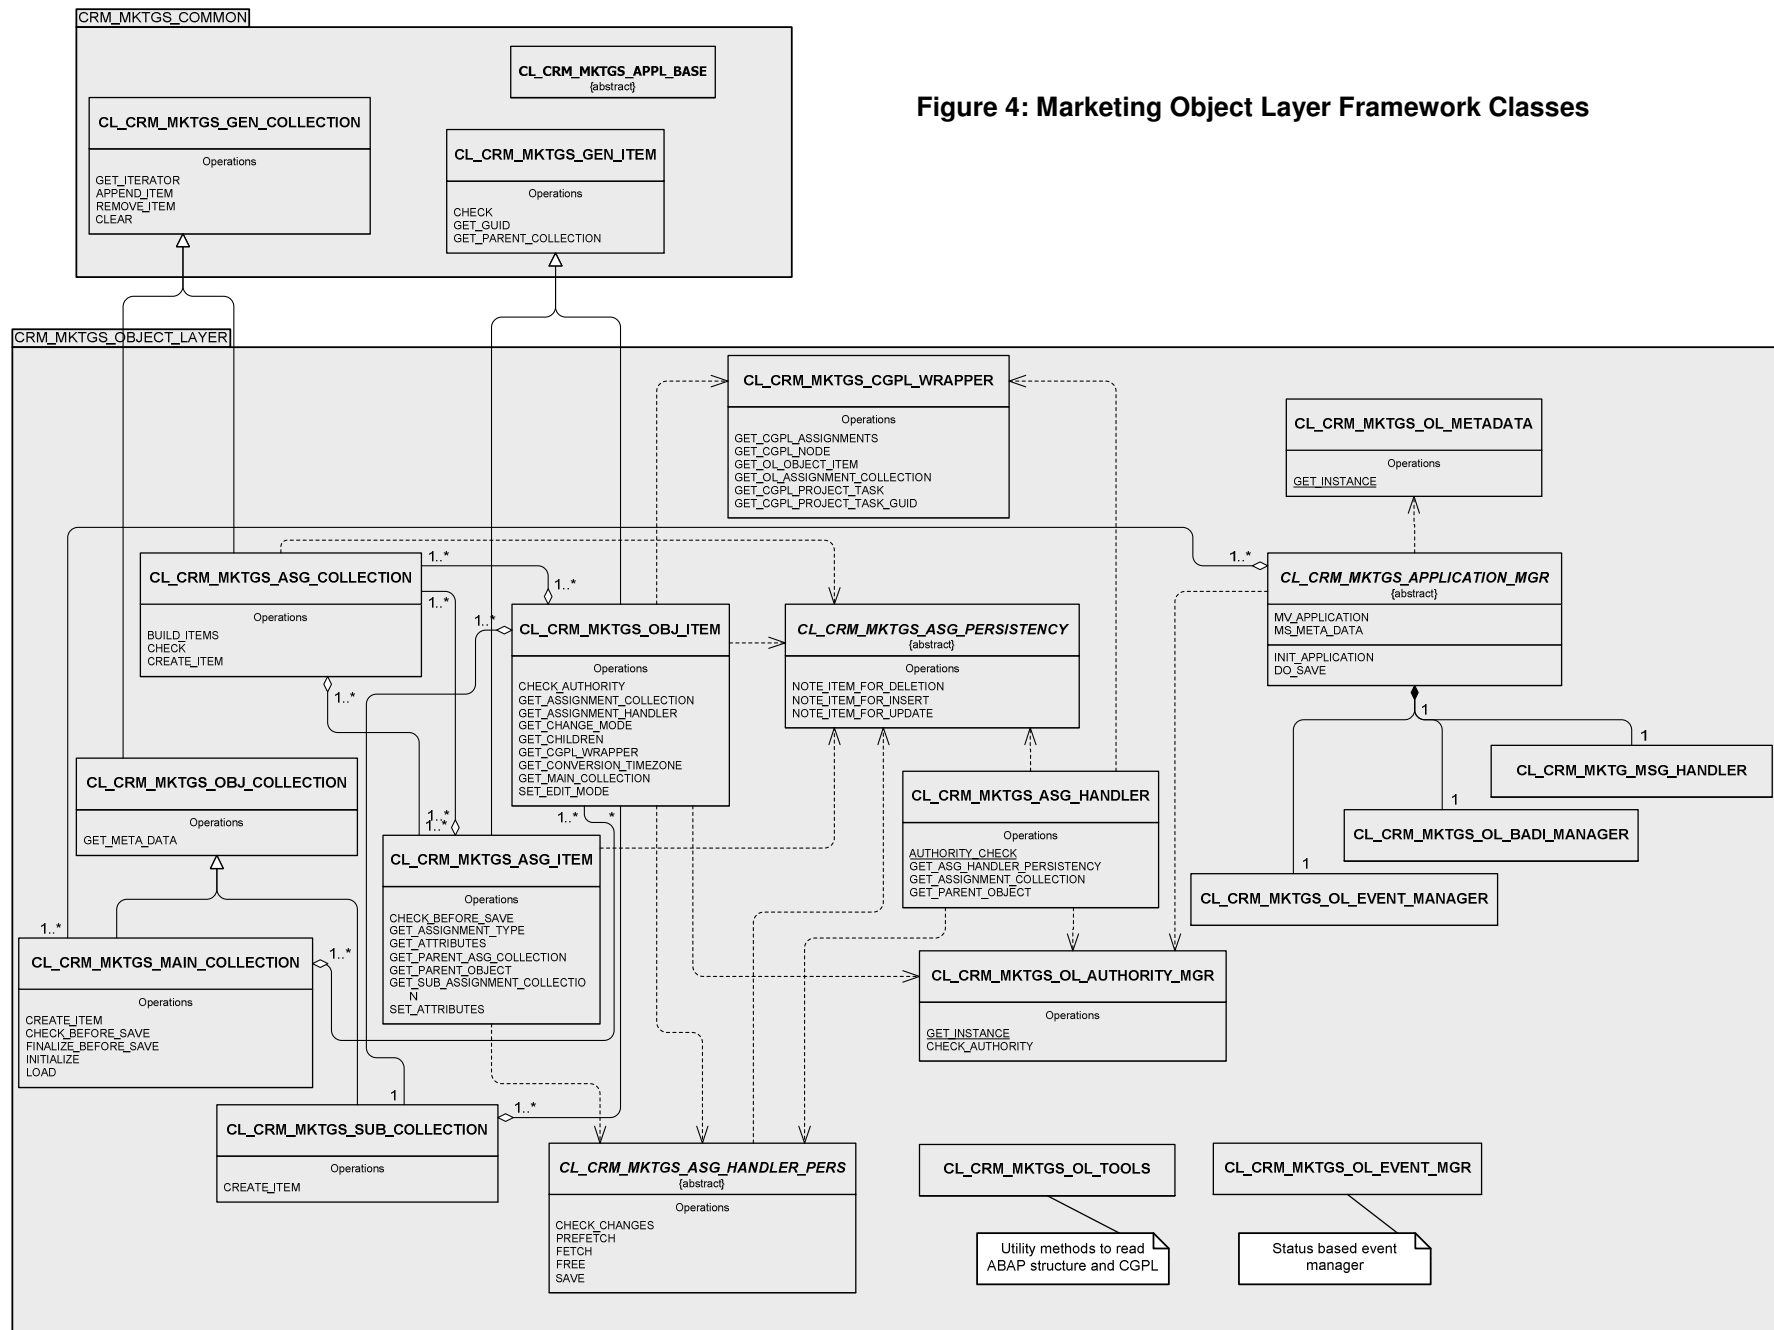 CRM_MKTGS_COMMON
CL_CRM_MKTGS_APPL_BASE
{abstract}
Figure 4: Marketing Object Layer Framework Classes
CL_CRM_MKTGS_GEN_COLLECTION
Operations
GET_ITERATOR
APPEND_ITEM
REMOVE_ITEM
CLEAR
CL_CRM_MKTGS_GEN_ITEM
Operations
CHECK
GET_GUID
GET_PARENT_COLLECTION
CRM_MKTGS_OBJECT_LAYER
CL_CRM_MKTGS_CGPL_WRAPPER
Operations
GET_CGPL_ASSIGNMENTS
GET_CGPL_NODE
GET_OL_OBJECT_ITEM
GET_OL_ASSIGNMENT_COLLECTION
GET_CGPL_PROJECT_TASK
GET_CGPL_PROJECT_TASK_GUID
CL_CRM_MKTGS_OL_METADATA
Operations
GET_INSTANCE
1..*
1..*
1..*
1..*
1..*
1..*
CL_CRM_MKTGS_ASG_COLLECTION
Operations
BUILD_ITEMS
CHECK
CREATE_ITEM
CL_CRM_MKTGS_OBJ_ITEM
Operations
CHECK_AUTHORITY
GET_ASSIGNMENT_COLLECTION
GET_ASSIGNMENT_HANDLER
GET_CHANGE_MODE
GET_CHILDREN
GET_CGPL_WRAPPER
GET_CONVERSION_TIMEZONE
GET_MAIN_COLLECTION
SET_EDIT_MODE
1..*
*
CL_CRM_MKTGS_ASG_PERSISTENCY
{abstract}
Operations
NOTE_ITEM_FOR_DELETION
NOTE_ITEM_FOR_INSERT
NOTE_ITEM_FOR_UPDATE
CL_CRM_MKTGS_APPLICATION_MGR
{abstract}
MV_APPLICATION
MS_META_DATA
INIT_APPLICATION
DO_SAVE
1
1
CL_CRM_MKTG_MSG_HANDLER
1
CL_CRM_MKTGS_OL_BADI_MANAGER
1
CL_CRM_MKTGS_OL_EVENT_MANAGER
CL_CRM_MKTGS_OBJ_COLLECTION
Operations
GET_META_DATA
1..*
1..*
CL_CRM_MKTGS_ASG_ITEM
Operations
CHECK_BEFORE_SAVE
GET_ASSIGNMENT_TYPE
GET_ATTRIBUTES
GET_PARENT_ASG_COLLECTION
GET_PARENT_OBJECT
GET_SUB_ASSIGNMENT_COLLECTIO
N
SET_ATTRIBUTES
CL_CRM_MKTGS_ASG_HANDLER
Operations
AUTHORITY_CHECK
GET_ASG_HANDLER_PERSISTENCY
GET_ASSIGNMENT_COLLECTION
GET_PARENT_OBJECT
1..*
1..*
CL_CRM_MKTGS_MAIN_COLLECTION
Operations
CREATE_ITEM
CHECK_BEFORE_SAVE
FINALIZE_BEFORE_SAVE
INITIALIZE
LOAD
CL_CRM_MKTGS_OL_AUTHORITY_MGR
Operations
GET_INSTANCE
CHECK_AUTHORITY
1
1..*
CL_CRM_MKTGS_SUB_COLLECTION
Operations
CREATE_ITEM
CL_CRM_MKTGS_ASG_HANDLER_PERS
{abstract}
Operations
CHECK_CHANGES
PREFETCH
FETCH
FREE
SAVE
CL_CRM_MKTGS_OL_TOOLS
Utility methods to read
ABAP structure and CGPL
CL_CRM_MKTGS_OL_EVENT_MGR
Status based event
manager